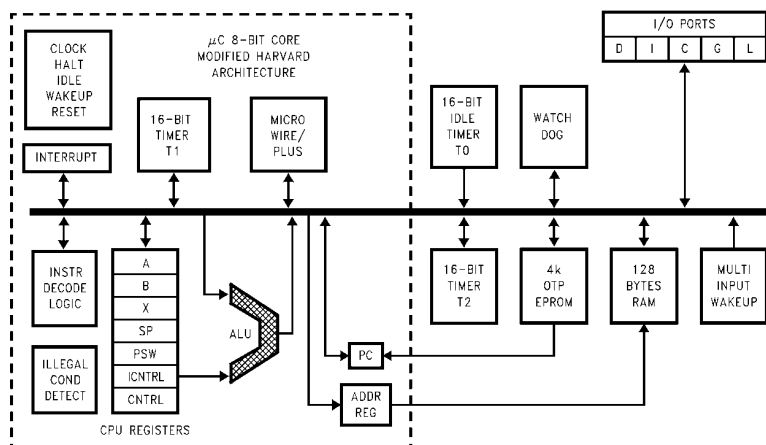 µC 8-BIT CORE
MODIFIED HARVARD
ARCHITECTURE
I/O PORTS
D I C G L
CLOCK
HALT
IDLE
WAKEUP
RESET
INTERRUPT
16-BIT
TIMER
T1
MICRO
WIRE/
PLUS
16-BIT
IDLE
TIMER
T0
WATCH
DOG
INSTR
DECODE
LOGIC
ILLEGAL
COND
DETECT
A
B
X
SP
PSW
ICNTRL
CNTRL
CPU REGISTERS
ALU
PC
ADDR
REG
16-BIT
TIMER
T2
4k
OTP
EPROM
128
BYTES
RAM
MULTI
INPUT
WAKEUP